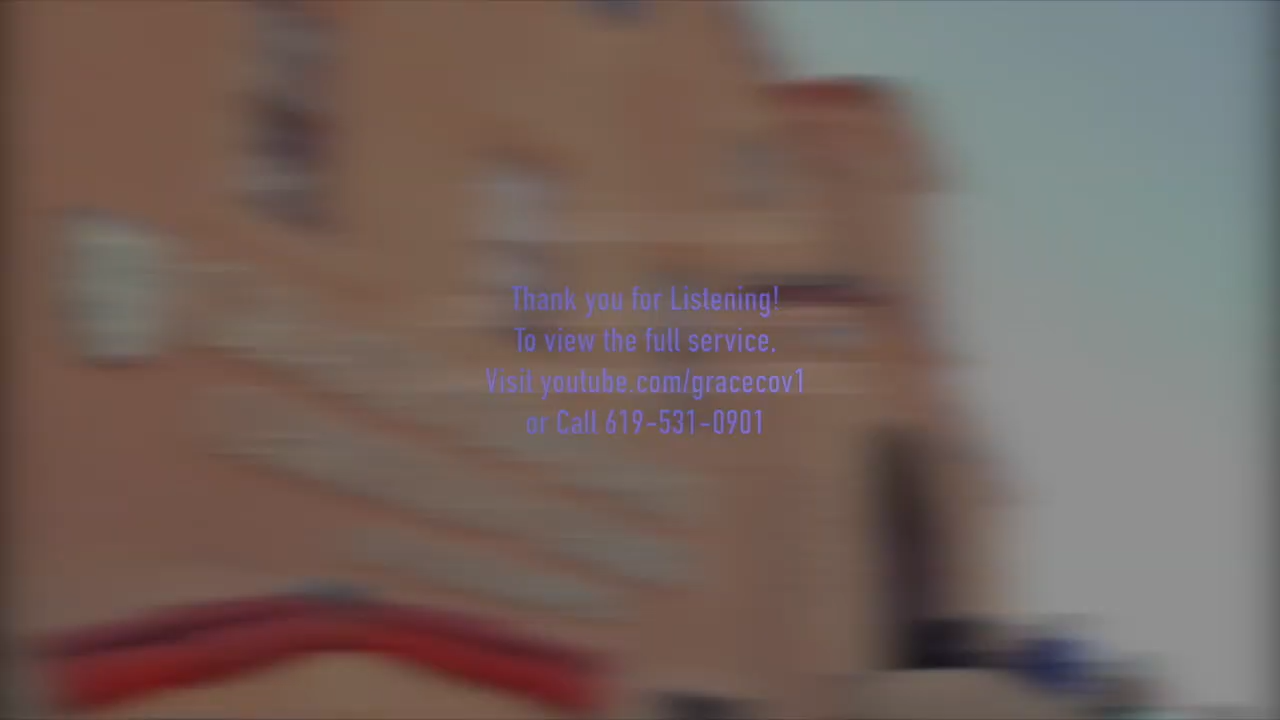 Thank you for Listening!
To view the full service,
Visit youtube.com/gracecov1
or Call 619-531-0901